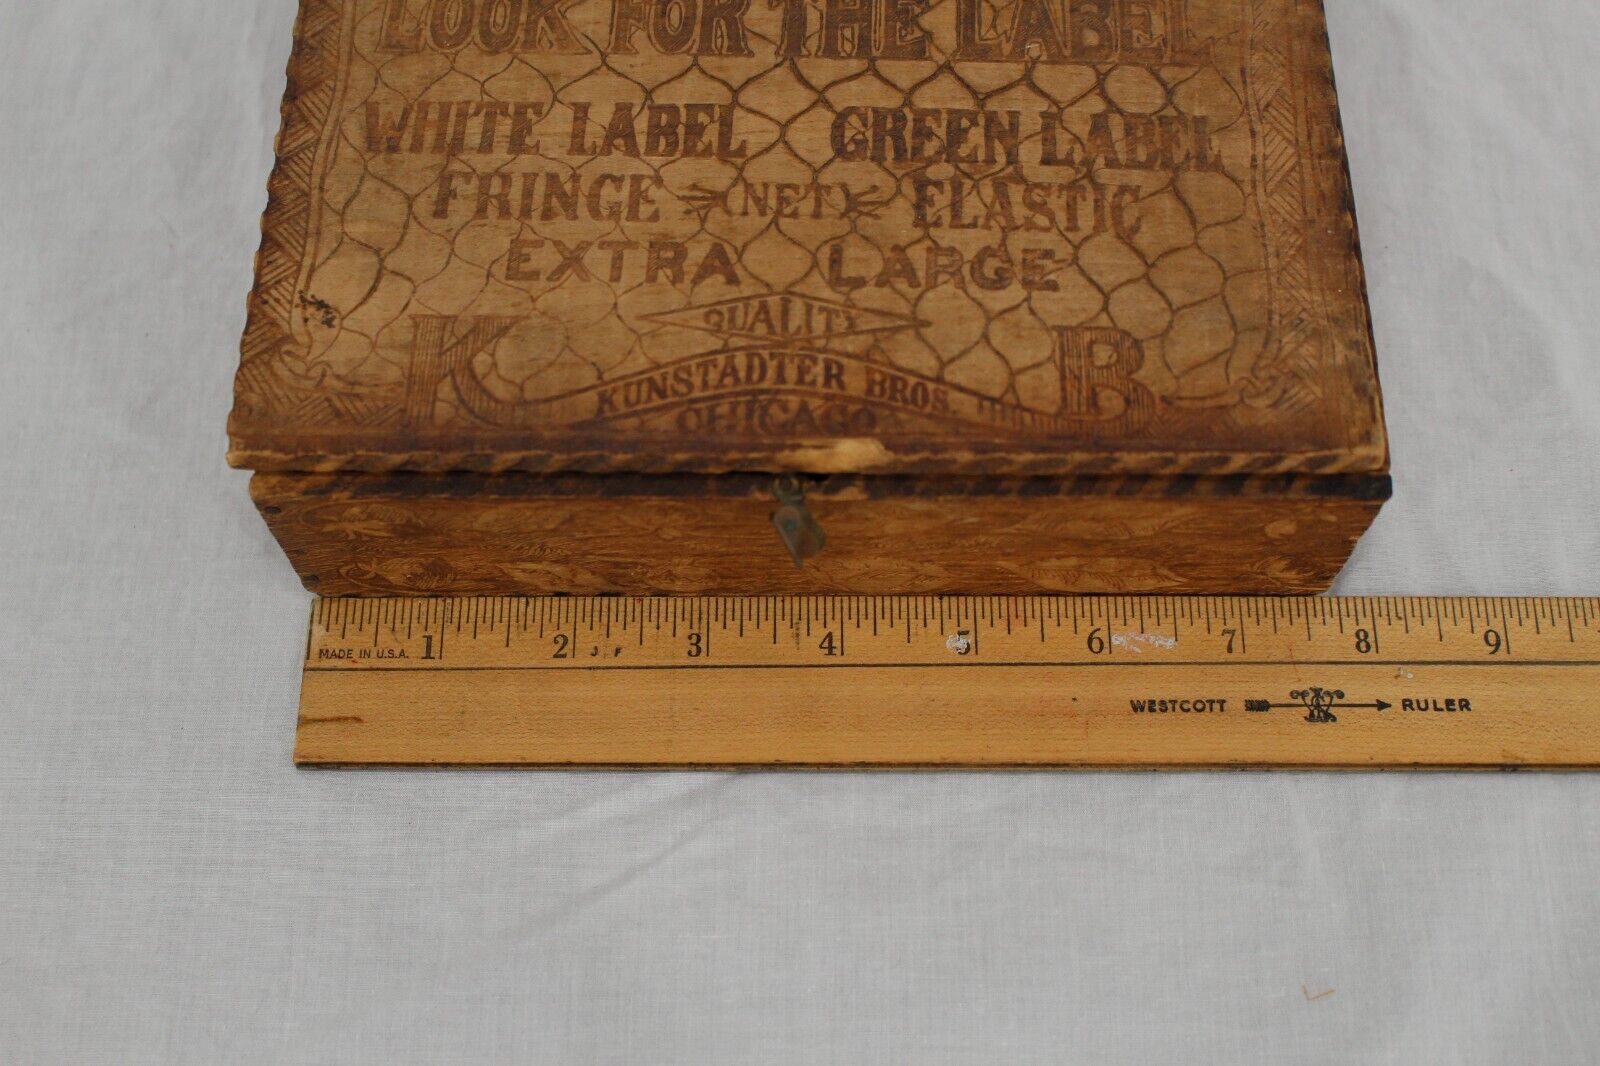 LOOK FOR THE LABEL
WHITE LABEL GREEN LABEL
FRINGE (NET) ELASTIC
EXTRA LARGE
QUALITY
K B
KUNSTADTER BROS.
CHICAGO
1 2 3 4 5 6 7 8 9
MADE IN U.S.A. J. F
WESTCOTT RULER